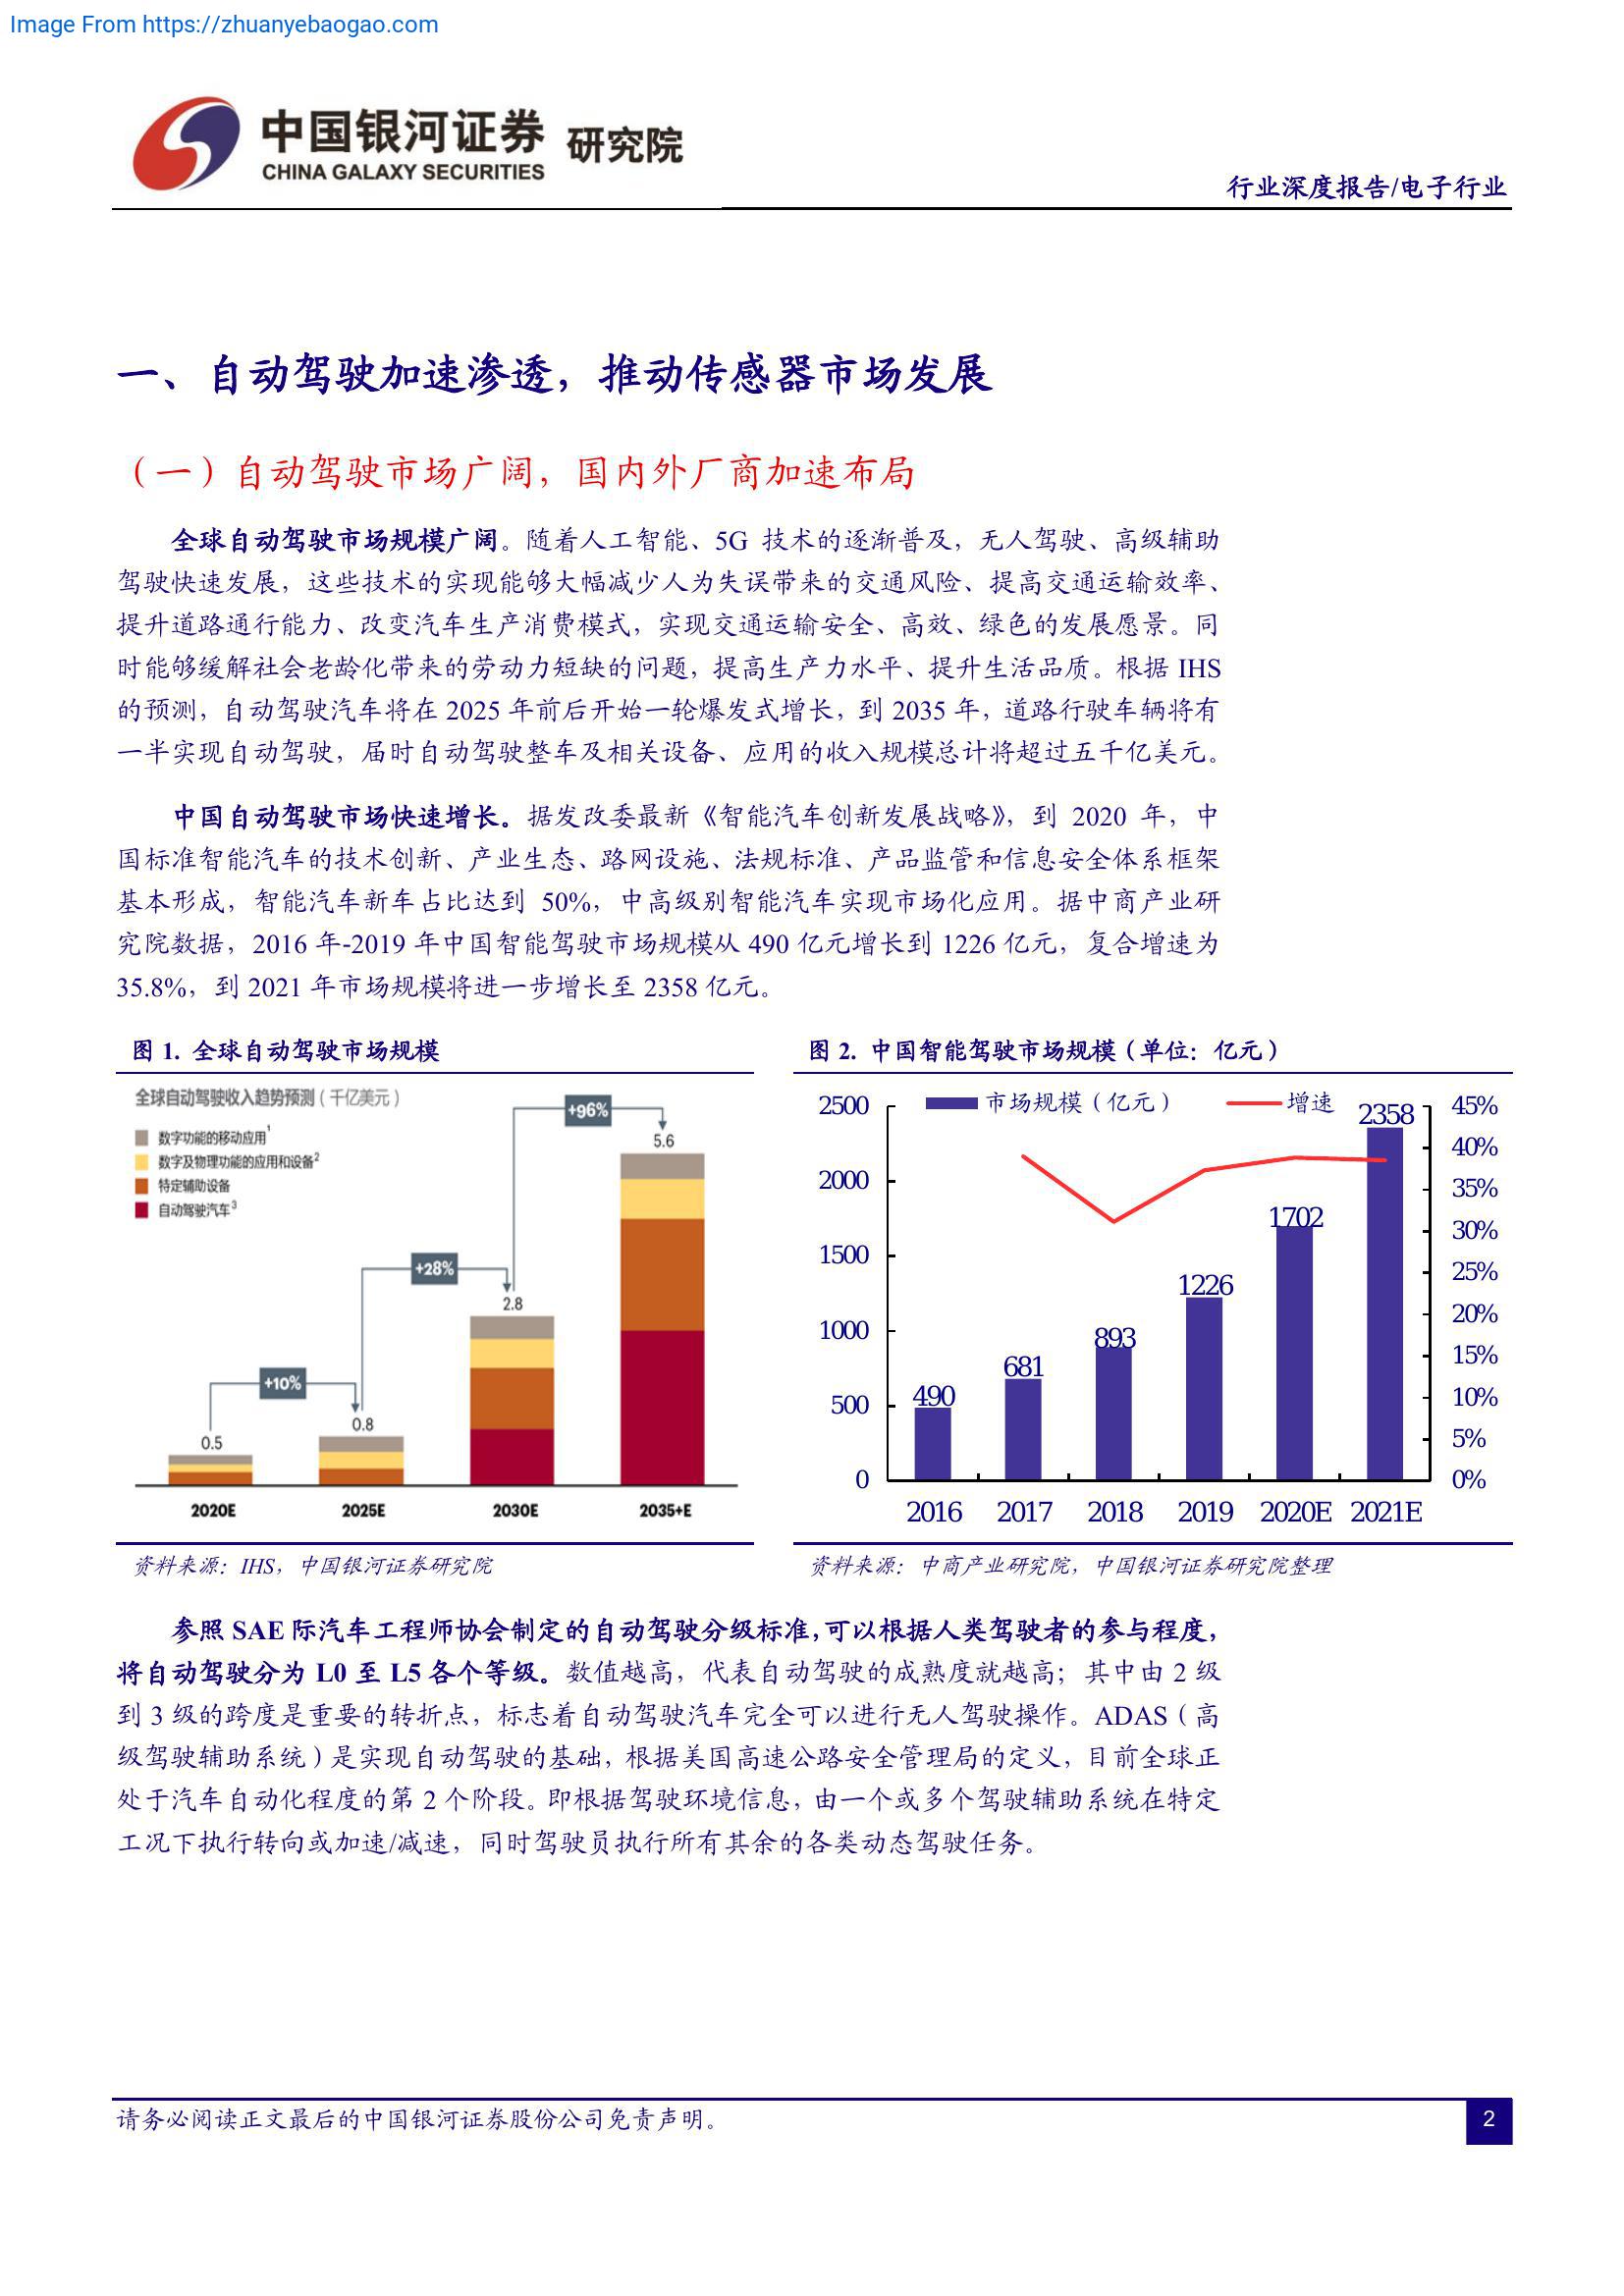 Image From https://zhuanyebaogao.com
中国银河证券 研究院
CHINA GALAXY SECURITIES
行业深度报告/电子行业
一、自动驾驶加速渗透，推动传感器市场发展
（一）自动驾驶市场广阔，国内外厂商加速布局
全球自动驾驶市场规模广阔。随着人工智能、5G 技术的逐渐普及，无人驾驶、高级辅助
驾驶快速发展，这些技术的实现能够大幅减少人为失误带来的交通风险、提高交通运输效率、
提升道路通行能力、改变汽车生产消费模式，实现交通运输安全、高效、绿色的发展愿景。同
时能够缓解社会老龄化带来的劳动力短缺的问题，提高生产力水平、提升生活品质。根据 IHS
的预测，自动驾驶汽车将在 2025 年前后开始一轮爆发式增长，到 2035 年，道路行驶车辆将有
一半实现自动驾驶，届时自动驾驶整车及相关设备、应用的收入规模总计将超过五千亿美元。
中国自动驾驶市场快速增长。据发改委最新《智能汽车创新发展战略》，到 2020 年，中
国标准智能汽车的技术创新、产业生态、路网设施、法规标准、产品监管和信息安全体系框架
基本形成，智能汽车新车占比达到 50%，中高级别智能汽车实现市场化应用。据中商产业研
究院数据，2016 年-2019 年中国智能驾驶市场规模从 490 亿元增长到 1226 亿元，复合增速为
35.8%，到 2021 年市场规模将进一步增长至 2358 亿元。
图 1. 全球自动驾驶市场规模
全球自动驾驶收入趋势预测（千亿美元）
数字功能的移动应用1
数字及物理功能的应用和设备2
特定辅助设备
自动驾驶汽车3
+10%
+28%
+96%
0.5
0.8
2.8
5.6
2020E
2025E
2030E
2035+E
资料来源：IHS，中国银河证券研究院
图 2. 中国智能驾驶市场规模（单位：亿元）
市场规模（亿元）
增速
2500
2000
1500
1000
500
0
490
681
893
1226
1702
2358
45%
40%
35%
30%
25%
20%
15%
10%
5%
0%
2016
2017
2018
2019
2020E
2021E
资料来源：中商产业研究院，中国银河证券研究院整理
参照 SAE 际汽车工程师协会制定的自动驾驶分级标准，可以根据人类驾驶者的参与程度，
将自动驾驶分为 L0 至 L5 各个等级。数值越高，代表自动驾驶的成熟度就越高；其中由 2 级
到 3 级的跨度是重要的转折点，标志着自动驾驶汽车完全可以进行无人驾驶操作。ADAS（高
级驾驶辅助系统）是实现自动驾驶的基础，根据美国高速公路安全管理局的定义，目前全球正
处于汽车自动化程度的第 2 个阶段。即根据驾驶环境信息，由一个或多个驾驶辅助系统在特定
工况下执行转向或加速/减速，同时驾驶员执行所有其余的各类动态驾驶任务。
请务必阅读正文最后的中国银河证券股份公司免责声明。
2